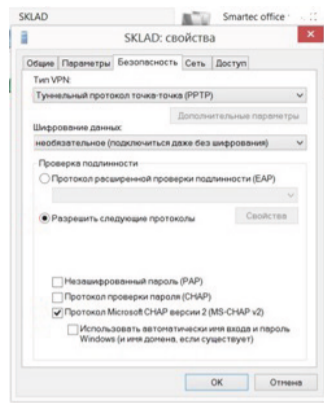 SKLAD
Smartec office
SKLAD: свойства
Общие Параметры Безопасность Сеть Доступ
Тип VPN:
Туннельный протокол точка-точка (PPTP)
Дополнительные параметры
Шифрование данных:
необязательное (подключиться даже без шифрования)
Проверка подлинности
Протокол расширенной проверки подлинности (EAP)
Разрешить следующие протоколы
Свойства
Незашифрованный пароль (PAP)
Протокол проверки пароля (CHAP)
Протокол Microsoft CHAP версии 2 (MS-CHAP v2)
Использовать автоматически имя входа и пароль
Windows (и имя домена, если существует)
OK Отмена